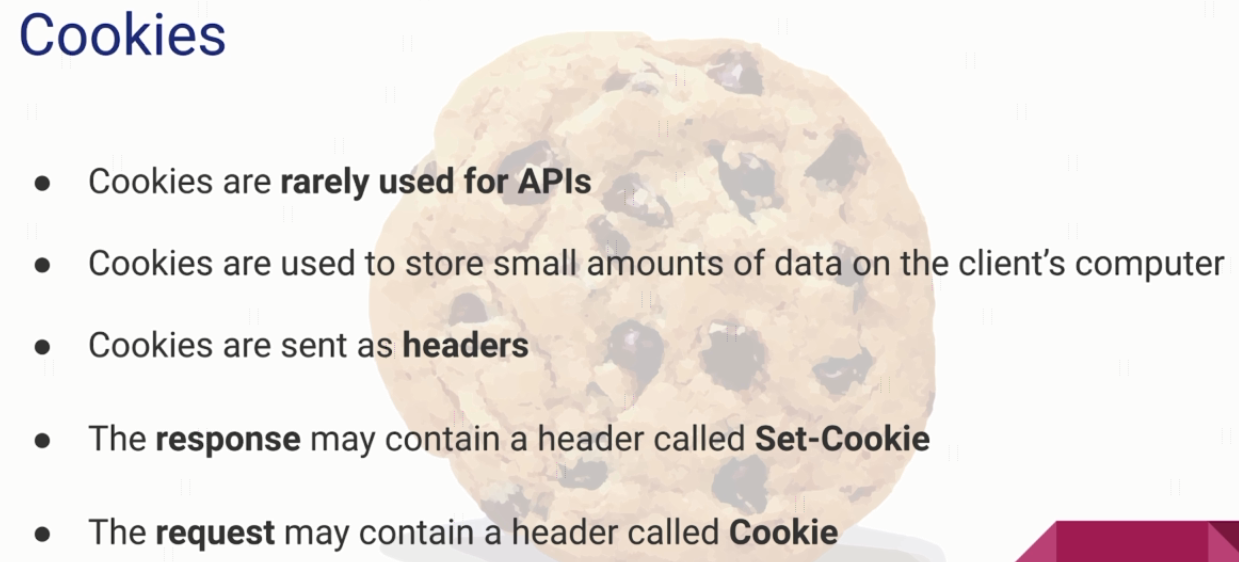 Cookies
● Cookies are rarely used for APIs
● Cookies are used to store small amounts of data on the client’s computer
● Cookies are sent as headers
● The response may contain a header called Set-Cookie
● The request may contain a header called Cookie